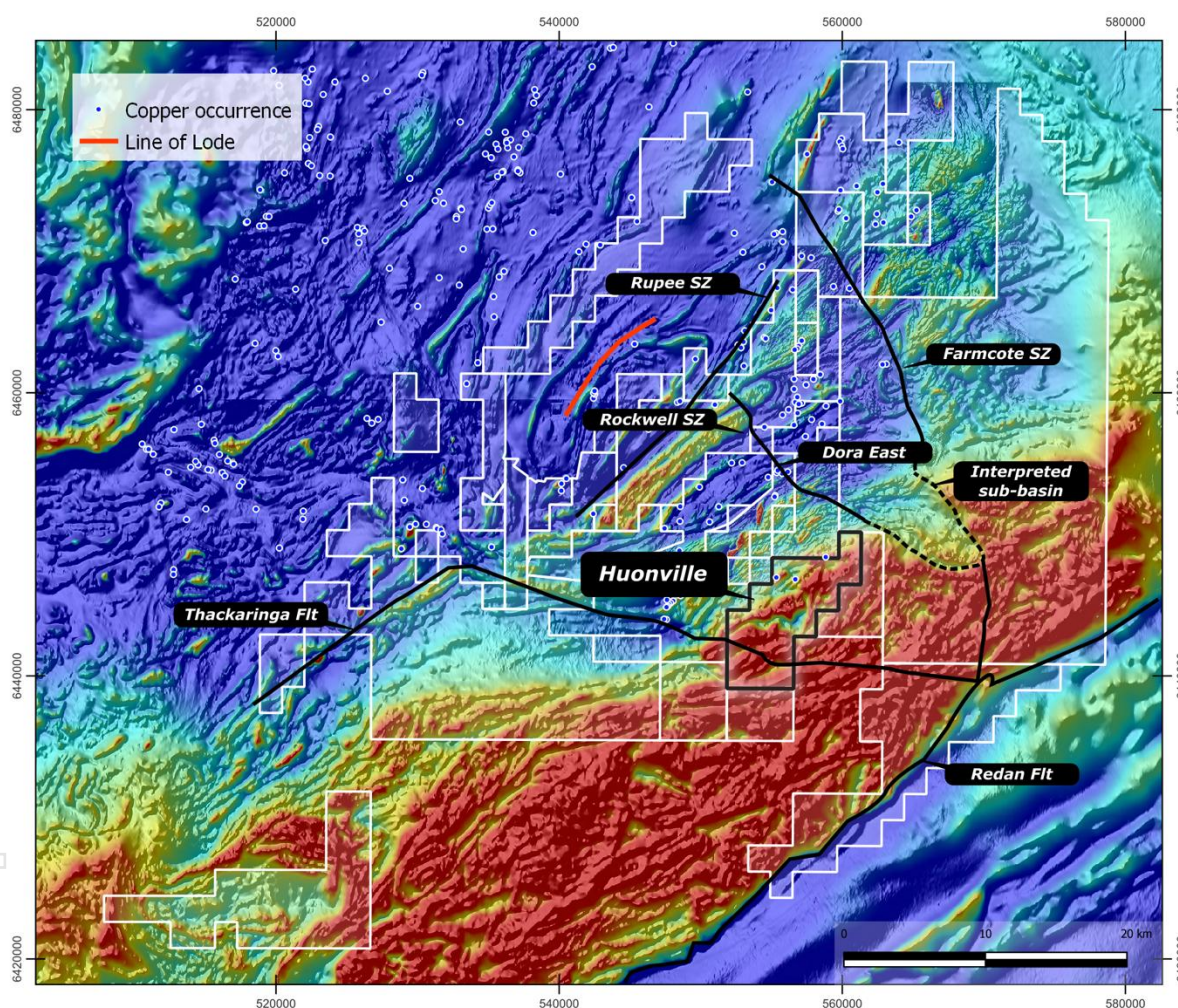 520000
540000
560000
580000
Copper occurrence
Line of Lode
6480000
6460000
6440000
6420000
Rupee SZ
Farmcote SZ
Rockwell SZ
Dora East
Interpreted
sub-basin
Huonville
Thackaringa Flt
Redan Flt
0
10
20 km
520000
540000
560000
580000